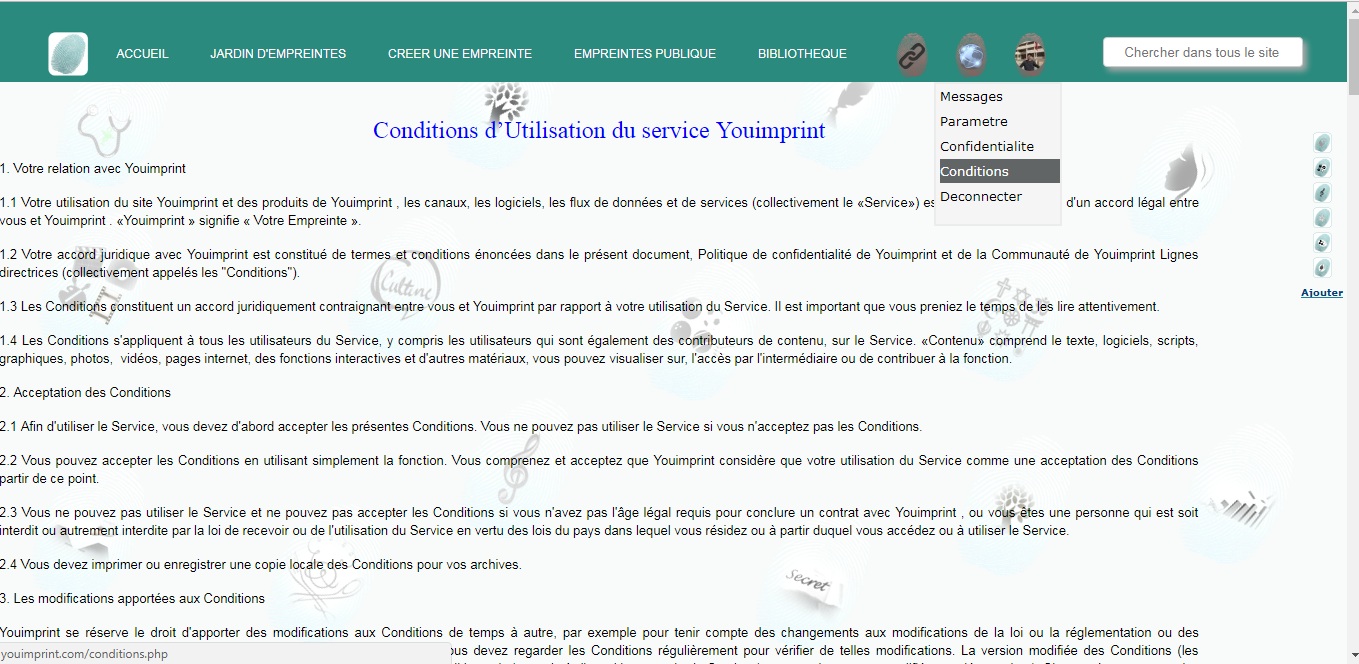 ACCUEIL JARDIN D'EMPREINTES CREER UNE EMPREINTE EMPREINTES PUBLIQUE BIBLIOTHEQUE Chercher dans tous le site
Messages
Parametre
Confidentialite
Conditions
Deconnecter
Ajouter
Conditions d’Utilisation du service Youimprint
1. Votre relation avec Youimprint
1.1 Votre utilisation du site Youimprint et des produits de Youimprint , les canaux, les logiciels, les flux de données et de services (collectivement le «Service») es d'un accord légal entre
vous et Youimprint . «Youimprint » signifie « Votre Empreinte ».
1.2 Votre accord juridique avec Youimprint est constitué de termes et conditions énoncées dans le présent document, Politique de confidentialité de Youimprint et de la Communauté de Youimprint Lignes
directrices (collectivement appelés les "Conditions").
Culture
1.3 Les Conditions constituent un accord juridiquement contraignant entre vous et Youimprint par rapport à votre utilisation du Service. Il est important que vous preniez le temps de les lire attentivement.
1.4 Les Conditions s'appliquent à tous les utilisateurs du Service, y compris les utilisateurs qui sont également des contributeurs de contenu, sur le Service. «Contenu» comprend le texte, logiciels, scripts,
graphiques, photos, vidéos, pages internet, des fonctions interactives et d'autres matériaux, vous pouvez visualiser sur, l'accès par l'intermédiaire ou de contribuer à la fonction.
2. Acceptation des Conditions
2.1 Afin d'utiliser le Service, vous devez d'abord accepter les présentes Conditions. Vous ne pouvez pas utiliser le Service si vous n'acceptez pas les Conditions.
2.2 Vous pouvez accepter les Conditions en utilisant simplement la fonction. Vous comprenez et acceptez que Youimprint considère que votre utilisation du Service comme une acceptation des Conditions
partir de ce point.
2.3 Vous ne pouvez pas utiliser le Service et ne pouvez pas accepter les Conditions si vous n'avez pas l'âge légal requis pour conclure un contrat avec Youimprint , ou vous êtes une personne qui est soit
interdit ou autrement interdite par la loi de recevoir ou de l'utilisation du Service en vertu des lois du pays dans lequel vous résidez ou à partir duquel vous accédez ou à utiliser le Service.
2.4 Vous devez imprimer ou enregistrer une copie locale des Conditions pour vos archives.
Secret
3. Les modifications apportées aux Conditions
Youimprint se réserve le droit d'apporter des modifications aux Conditions de temps à autre, par exemple pour tenir compte des changements aux modifications de la loi ou la réglementation ou des
us devez regarder les Conditions régulièrement pour vérifier de telles modifications. La version modifiée des Conditions (les
youimprint.com/conditions.php